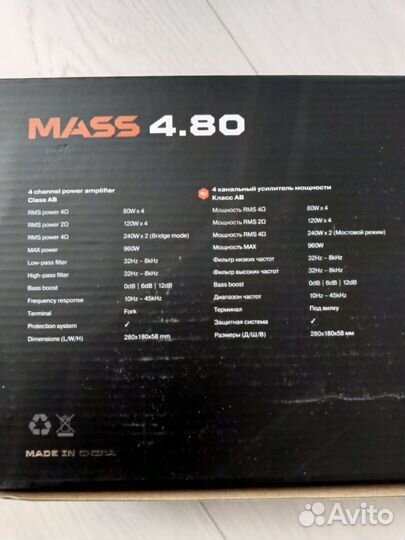 MASS 4.80
4 channel power amplifier
Class AB
RMS power 4Ω 80W x 4
RMS power 2Ω 120W x 4
RMS power 4Ω 240W x 2 (Bridge mode)
MAX power 960W
Low-pass filter 32Hz – 8kHz
High-pass filter 32Hz – 8kHz
Bass boost 0dB | 6dB | 12dB
Frequency response 10Hz – 45kHz
Terminal Fork
Protection system ✓
Dimensions (L/W/H) 280x180x58 mm
4 канальный усилитель мощности
Класс АВ
Мощность RMS 4Ω 80W x 4
Мощность RMS 2Ω 120W x 4
Мощность RMS 4Ω 240W x 2 (Мостовой режим)
Мощность MAX 960W
Фильтр низких частот 32Hz – 8kHz
Фильтр высоких частот 32Hz – 8kHz
Bass boost 0dB | 6dB | 12dB
Диапазон частот 10Hz – 45kHz
Терминал Под вилку
Защитная система ✓
Размеры (Д/Ш/В) 280x180x58 мм
MADE IN CHINA
Avito